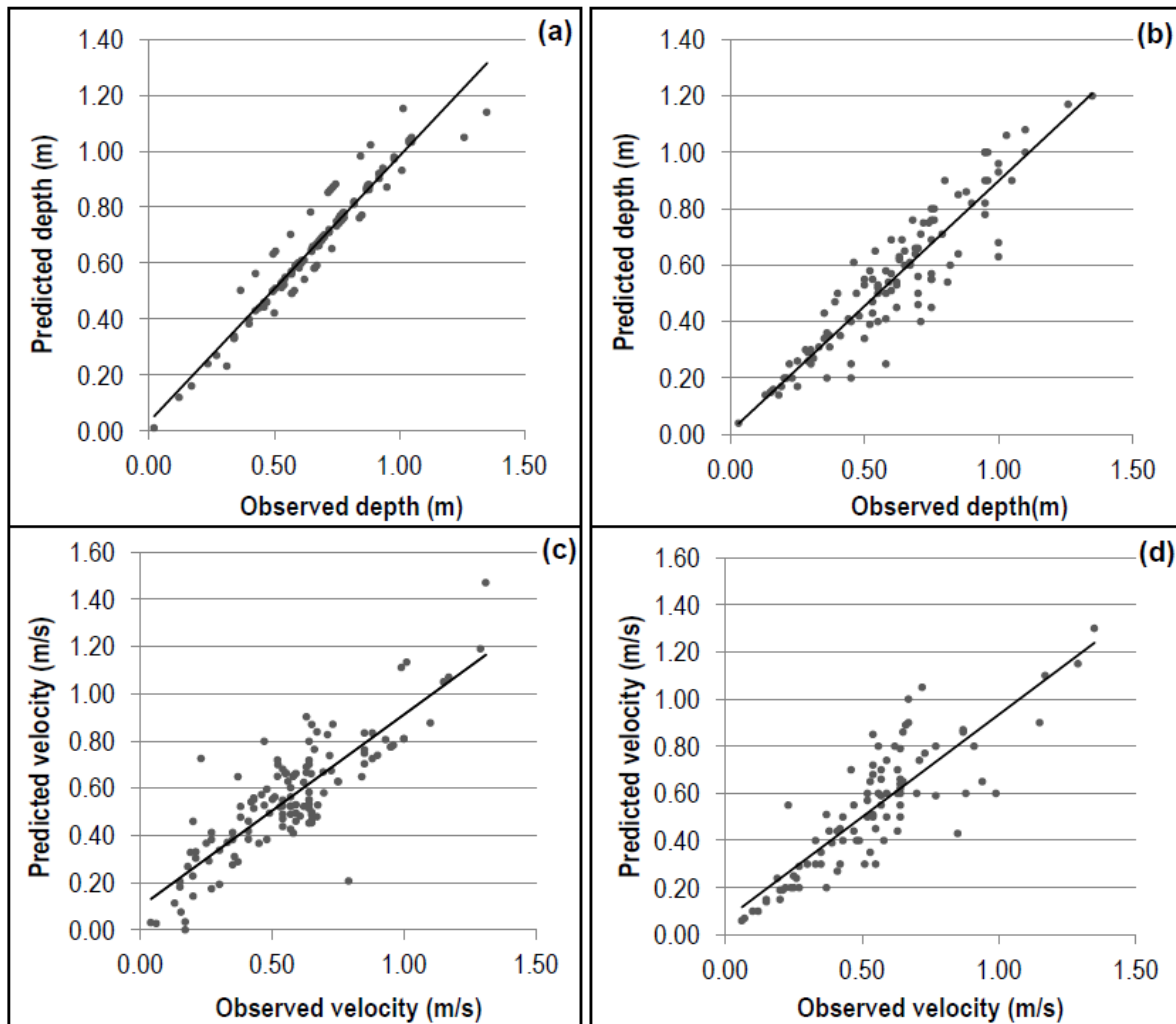 (a)
1.40
1.20
1.00
0.80
0.60
0.40
0.20
0.00
Predicted depth (m)
0.00 0.50 1.00 1.50
Observed depth (m)
(b)
1.40
1.20
1.00
0.80
0.60
0.40
0.20
0.00
Predicted depth (m)
0.00 0.50 1.00 1.50
Observed depth(m)
(c)
1.60
1.40
1.20
1.00
0.80
0.60
0.40
0.20
0.00
Predicted velocity (m/s)
0.00 0.50 1.00 1.50
Observed velocity (m/s)
(d)
1.60
1.40
1.20
1.00
0.80
0.60
0.40
0.20
0.00
Predicted velocity (m/s)
0.00 0.50 1.00 1.50
Observed velocity (m/s)